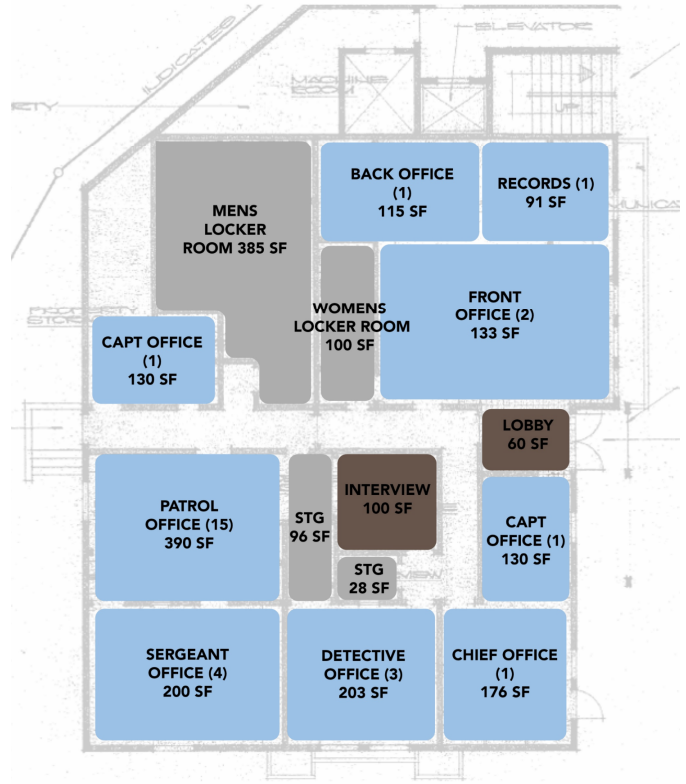 INDICATED
ELEVATOR
MACHINE
ROOM
UP
BACK OFFICE
(1)
115 SF
RECORDS (1)
91 SF
MENS
LOCKER
ROOM 385 SF
WOMENS
LOCKER ROOM
100 SF
FRONT
OFFICE (2)
133 SF
PROPERTY
CAPT OFFICE
(1)
130 SF
LOBBY
60 SF
PATROL
OFFICE (15)
390 SF
STG
96 SF
INTERVIEW
100 SF
CAPT
OFFICE (1)
130 SF
STG
28 SF
SERGEANT
OFFICE (4)
200 SF
DETECTIVE
OFFICE (3)
203 SF
CHIEF OFFICE
(1)
176 SF